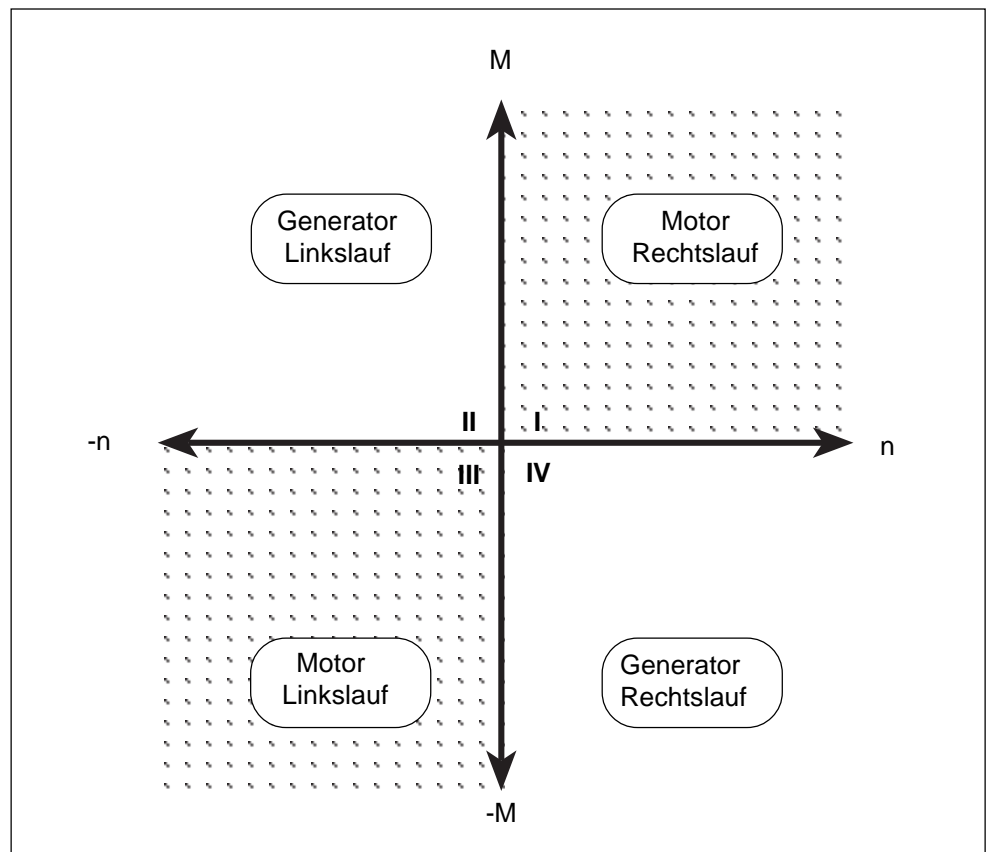 M
Generator
Linkslauf
Motor
Rechtslauf
II
I
-n
n
III
IV
Motor
Linkslauf
Generator
Rechtslauf
-M